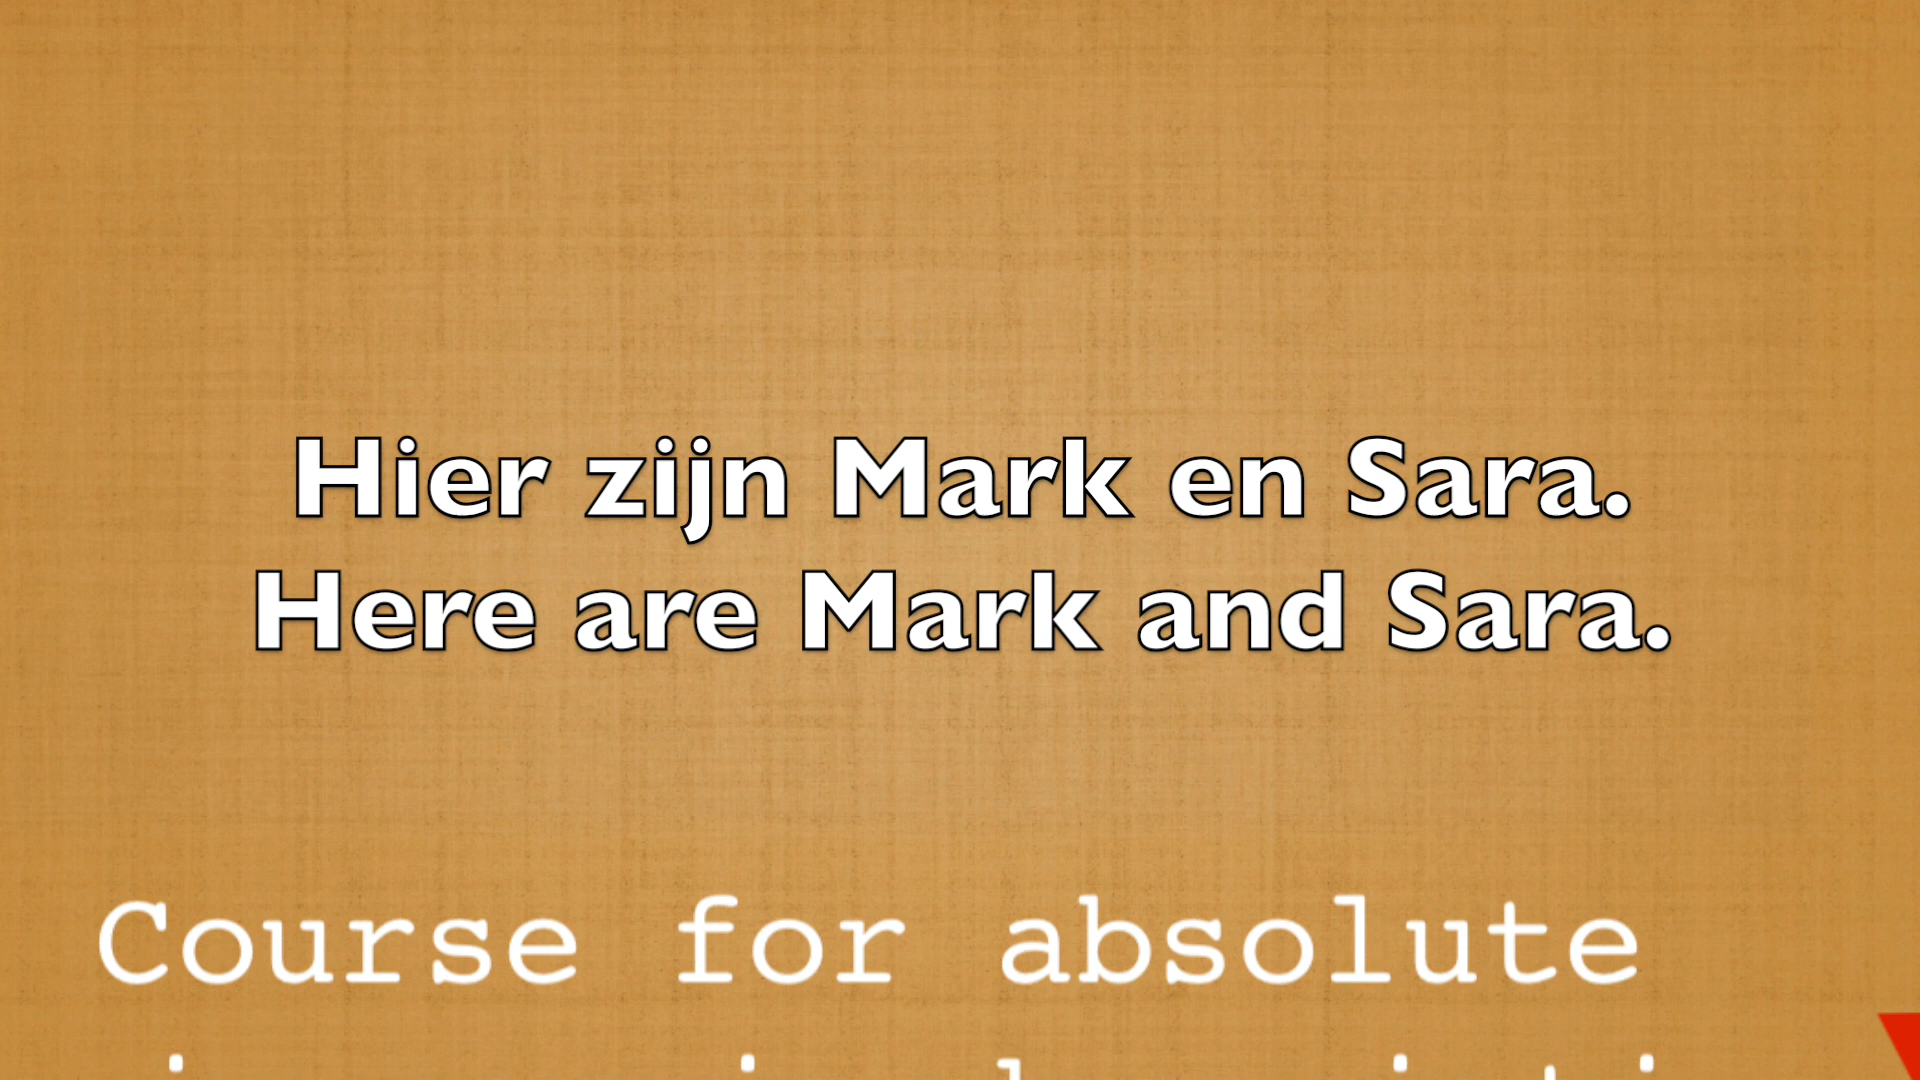 Hier zijn Mark en Sara.
Here are Mark and Sara.
Course for absolute